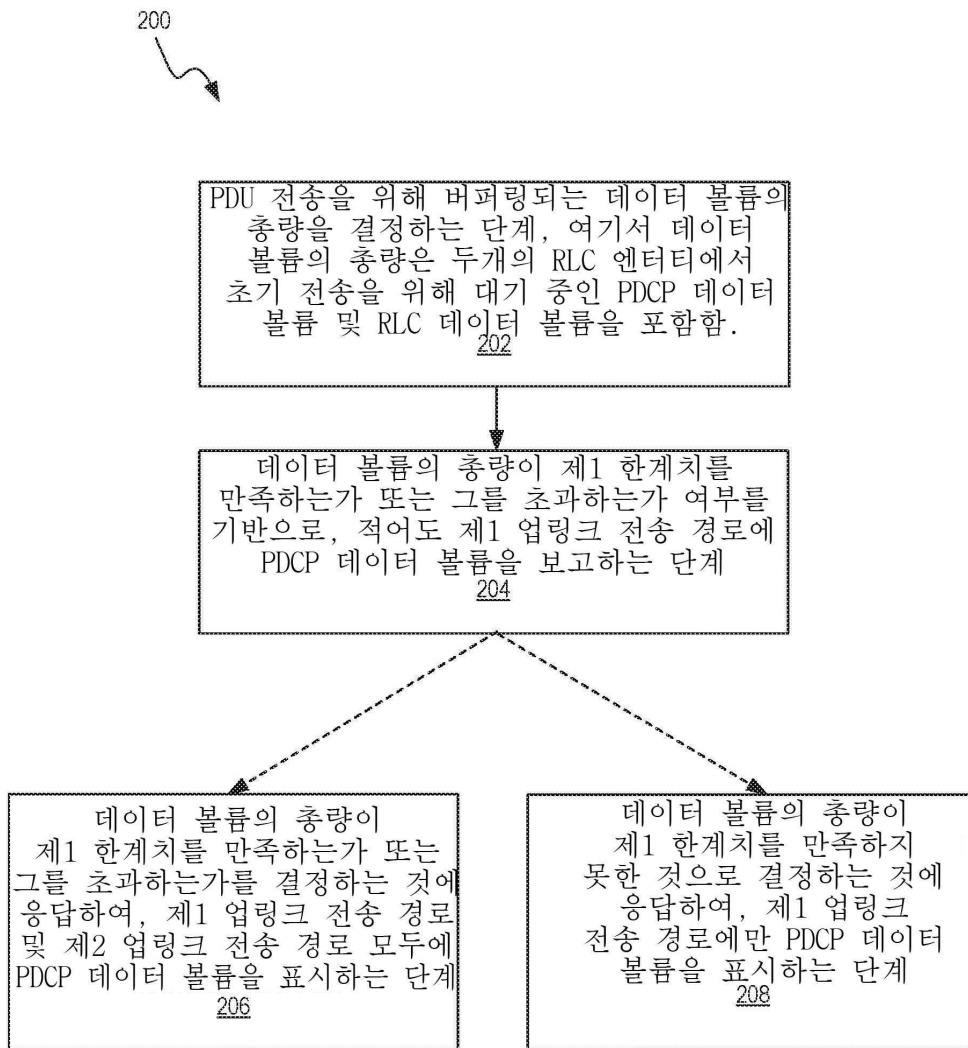 200
PDU 전송을 위해 버퍼링되는 데이터 볼륨의
총량을 결정하는 단계, 여기서 데이터
볼륨의 총량은 두개의 RLC 엔터티에서
초기 전송을 위해 대기 중인 PDCP 데이터
볼륨 및 RLC 데이터 볼륨을 포함함.
202
데이터 볼륨의 총량이 제1 한계치를
만족하는가 또는 그를 초과하는가 여부를
기반으로, 적어도 제1 업링크 전송 경로에
PDCP 데이터 볼륨을 보고하는 단계
204
데이터 볼륨의 총량이
제1 한계치를 만족하는가 또는
그를 초과하는가를 결정하는 것에
응답하여, 제1 업링크 전송 경로
및 제2 업링크 전송 경로 모두에
PDCP 데이터 볼륨을 표시하는 단계
206
데이터 볼륨의 총량이
제1 한계치를 만족하지
못한 것으로 결정하는 것에
응답하여, 제1 업링크
전송 경로에만 PDCP 데이터
볼륨을 표시하는 단계
208